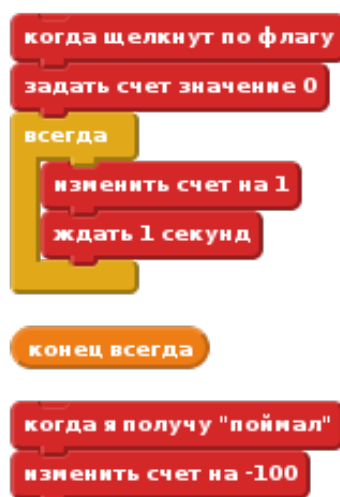 когда щелкнут по флагу
задать счет значение 0
всегда
изменить счет на 1
ждать 1 секунд
конец всегда
когда я получу "поймал"
изменить счет на -100